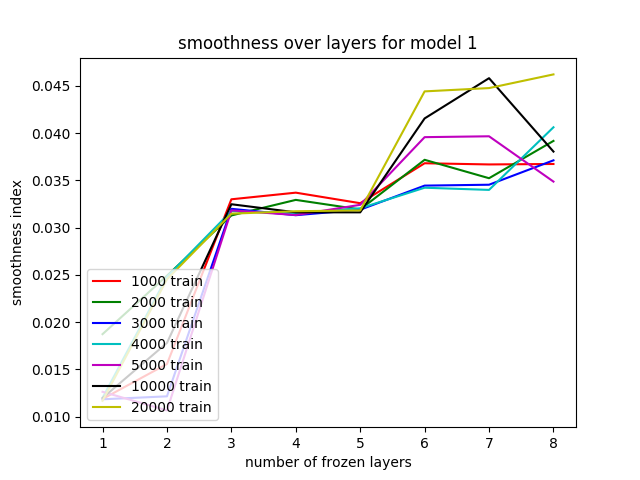 smoothness over layers for model 1
smoothness index
0.045
0.040
0.035
0.030
0.025
0.020
0.015
0.010
1000 train
2000 train
3000 train
4000 train
5000 train
10000 train
20000 train
1 2 3 4 5 6 7 8
number of frozen layers